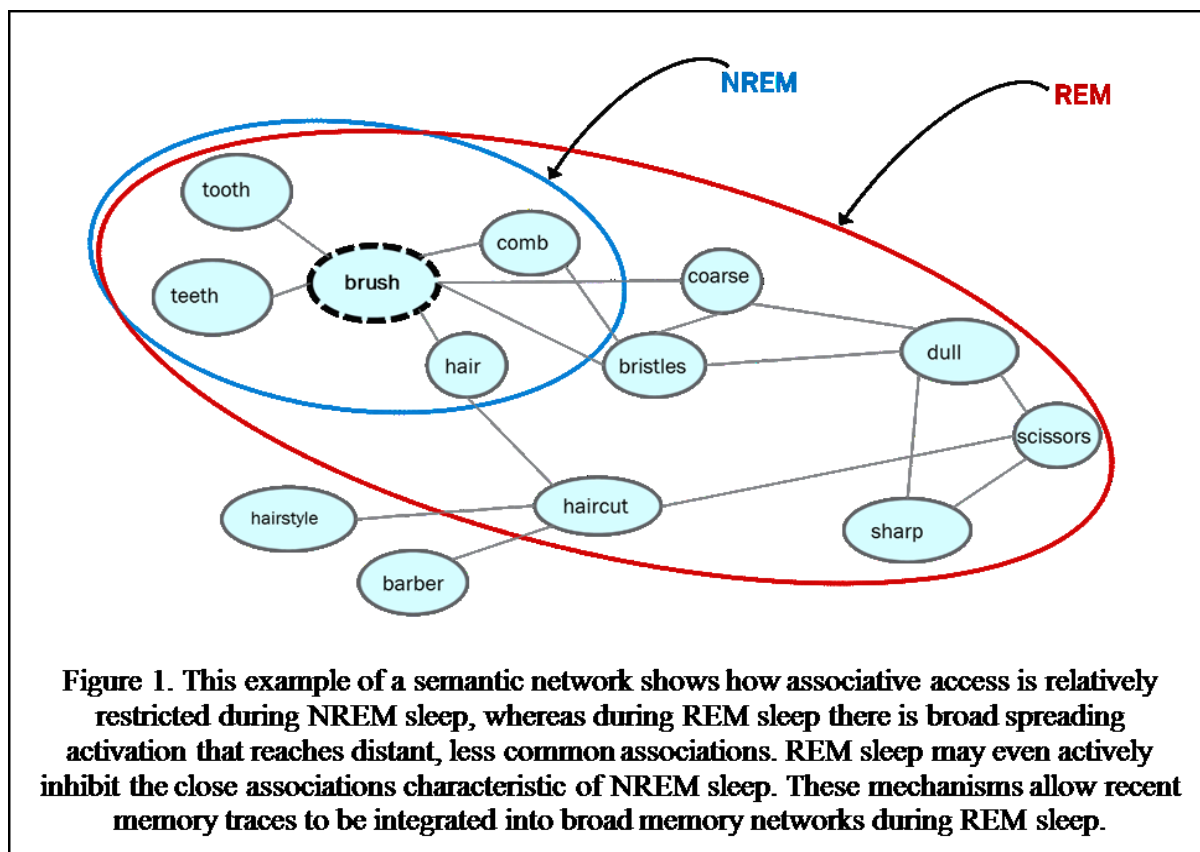 NREM
REM
tooth
comb
brush
coarse
teeth
dull
hair
bristles
scissors
haircut
hairstyle
sharp
barber
Figure 1. This example of a semantic network shows how associative access is relatively
restricted during NREM sleep, whereas during REM sleep there is broad spreading
activation that reaches distant, less common associations. REM sleep may even actively
inhibit the close associations characteristic of NREM sleep. These mechanisms allow recent
memory traces to be integrated into broad memory networks during REM sleep.